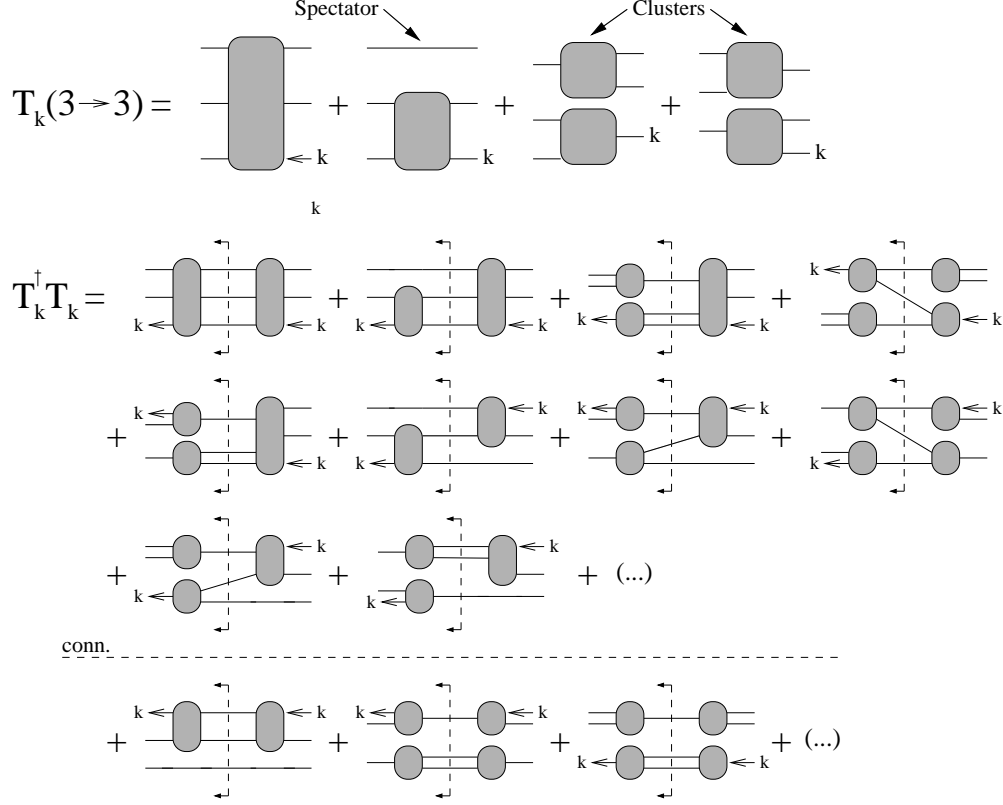 Spectator Clusters
T_k(3→3) = + + +
k k k k
k
T_k^†T_k = + + +
k k k k k k k k
+ + + +
k k k k k k k k
+ + + (...)
k k k k
conn.
+ + + + (...)
k k k k k k